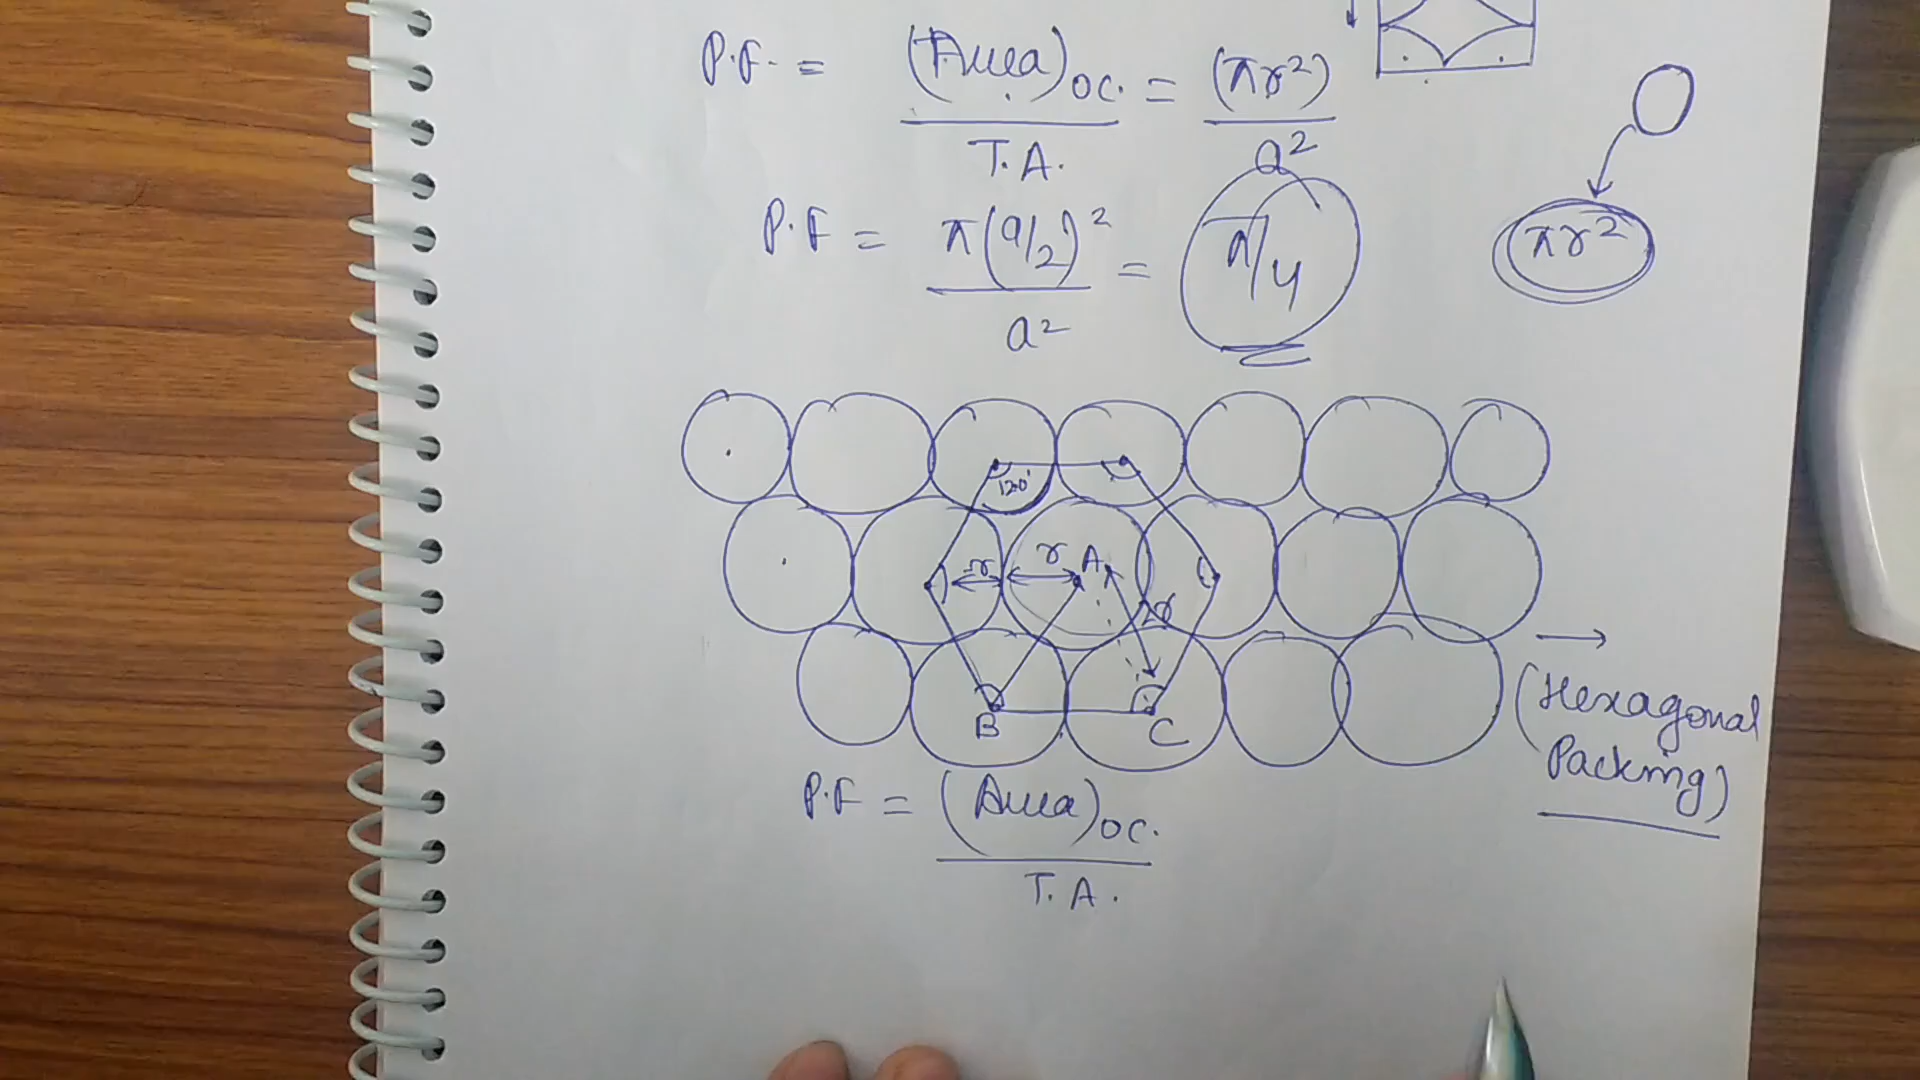 P.F. = (Area)oc. / T.A. = (πr²) / a²
P.F = π(a/2)² / a² = π/4
πr²
120°
r r A
B C
(Hexagonal
Packing)
P.F = (Area)oc. / T.A.